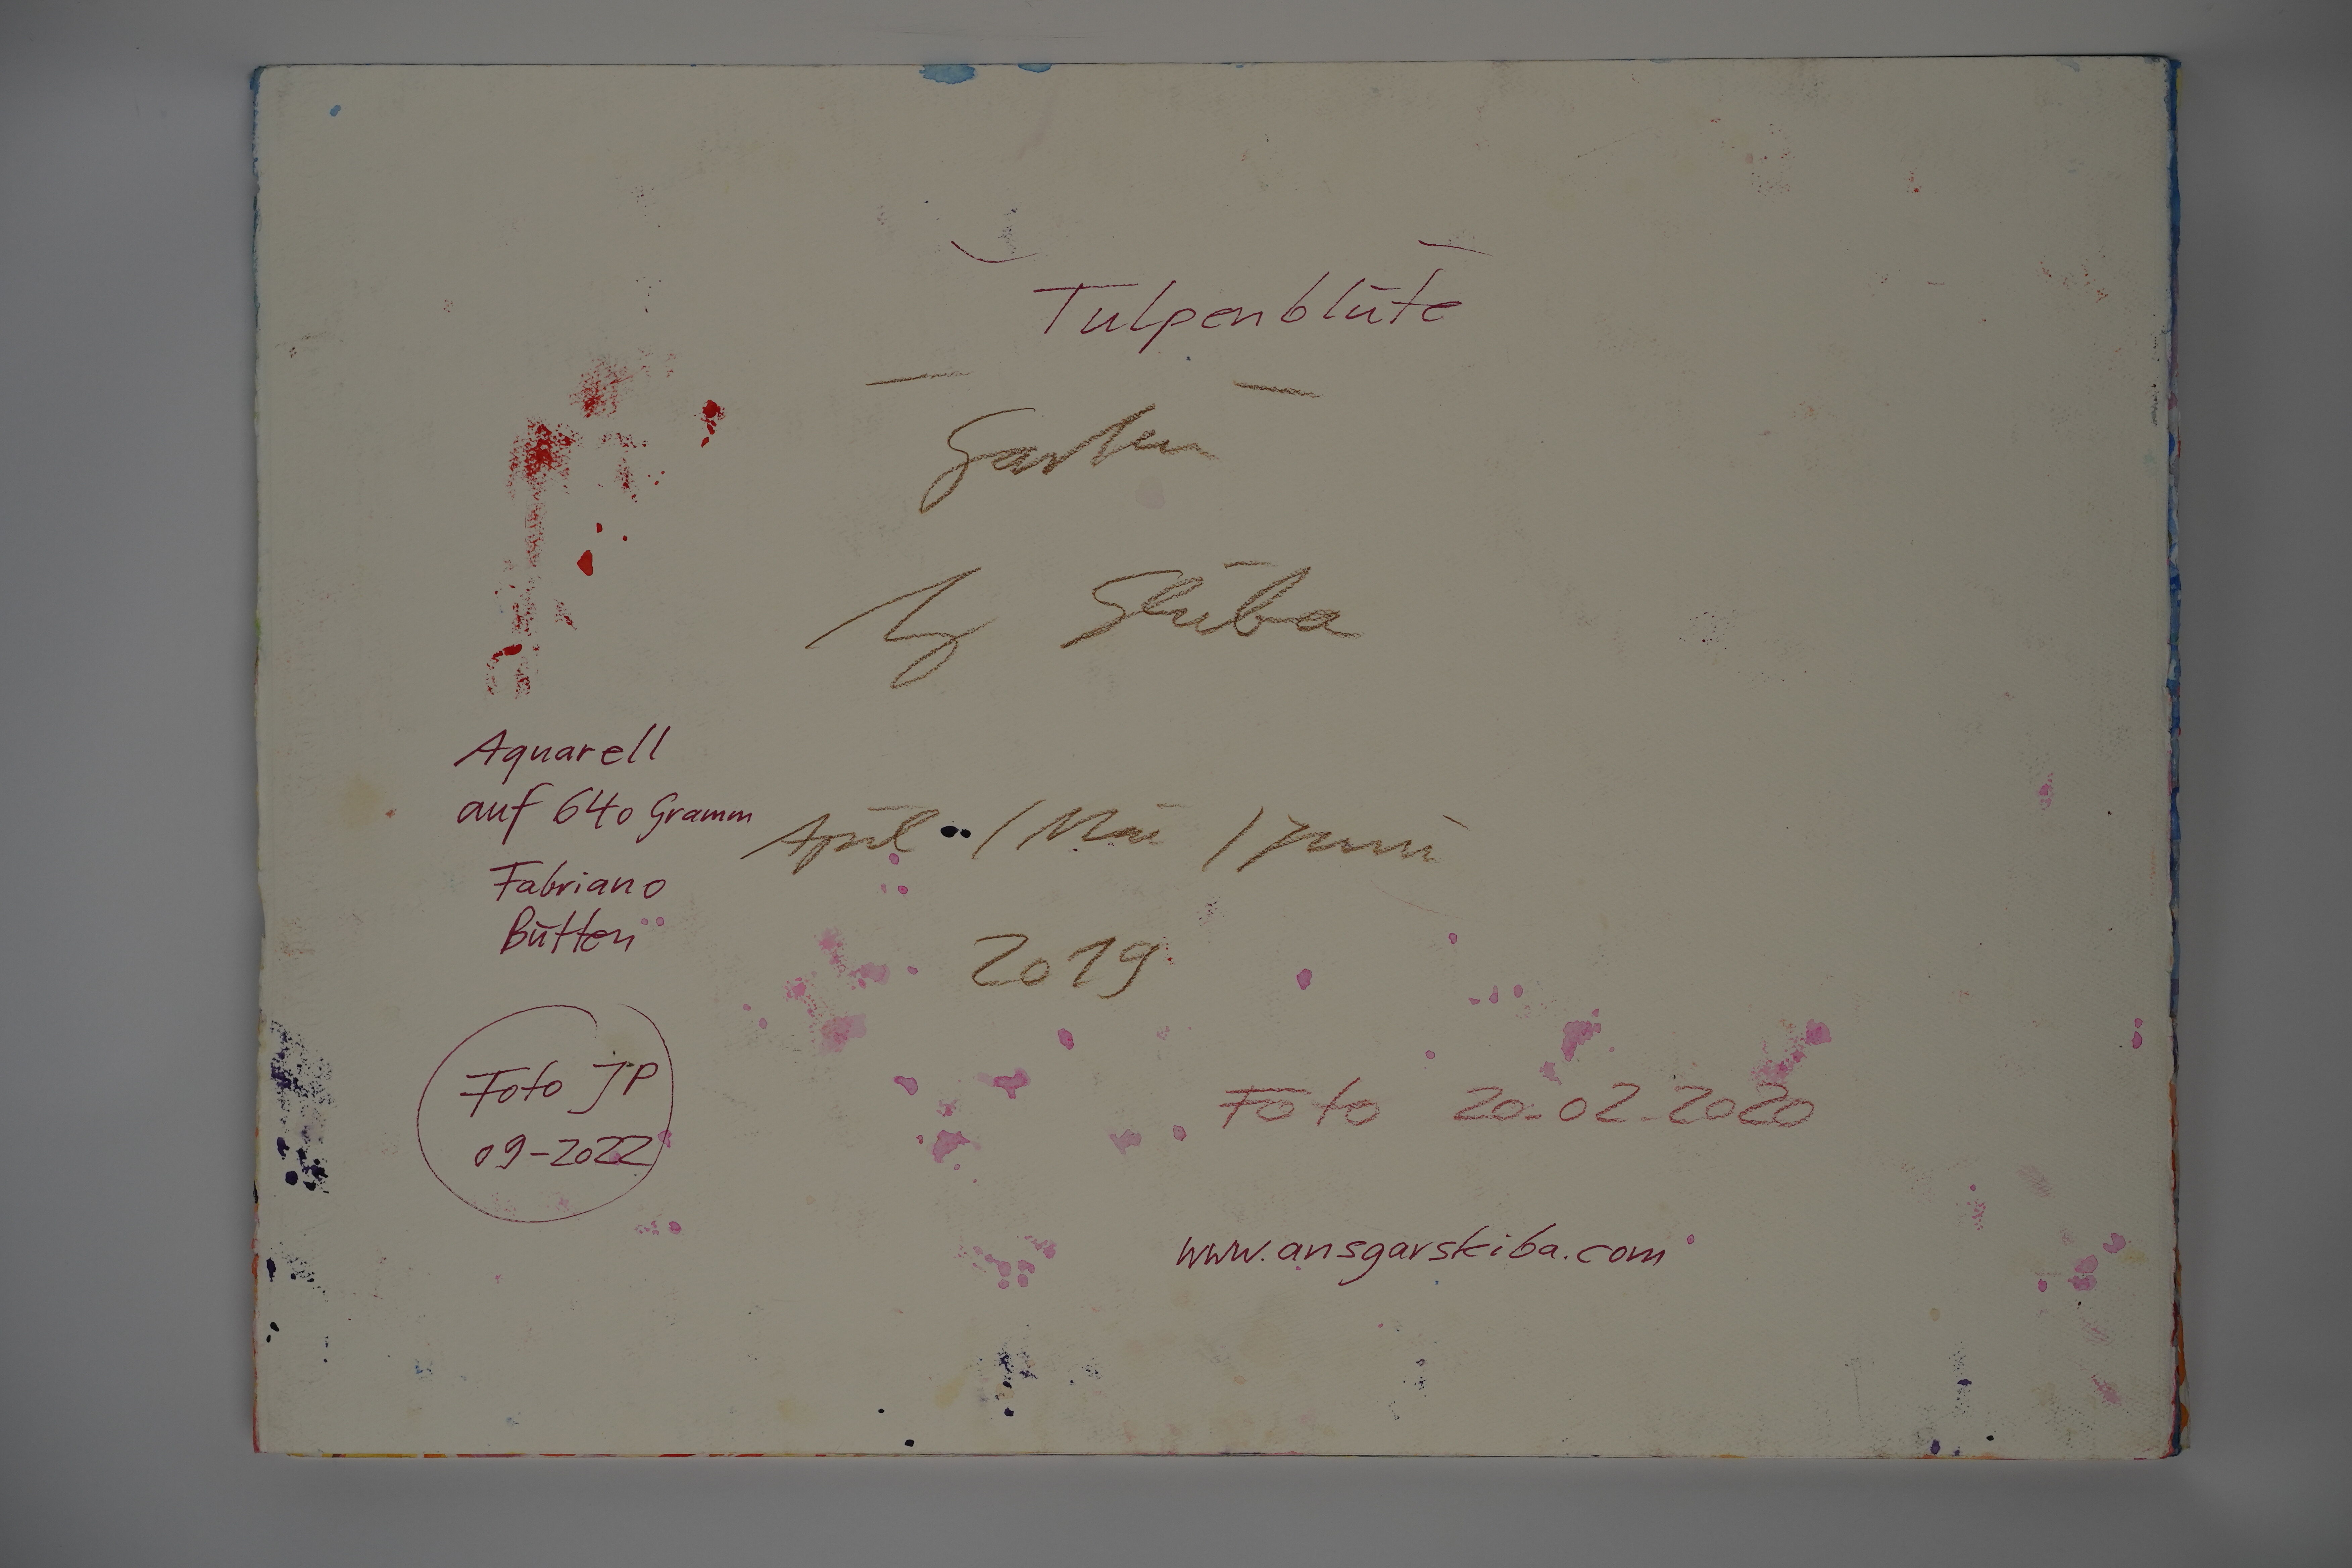 Tulpenblüte
Garten
Skiba
Aquarell
auf 640 Gramm
Fabriano
Bütten
April / Mai / Juni
2019
Foto JP
09-2022
Foto 20-02-2020
www.ansgarskiba.com